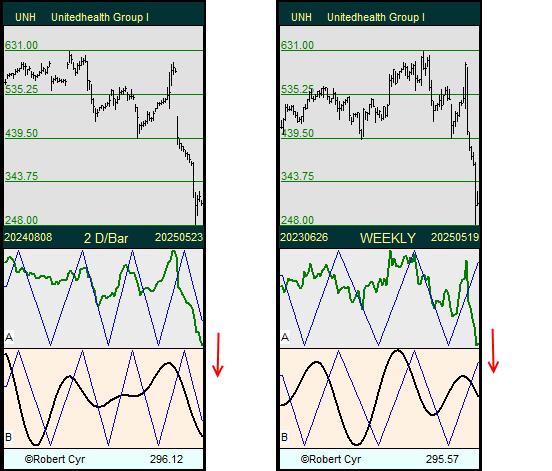 UNH Unitedhealth Group I
631.00
535.25
439.50
343.75
248.00
20240808 2 D/Bar 20250523
A
B
©Robert Cyr 296.12
UNH Unitedhealth Group I
631.00
535.25
439.50
343.75
248.00
20230626 WEEKLY 20250519
A
B
©Robert Cyr 295.57